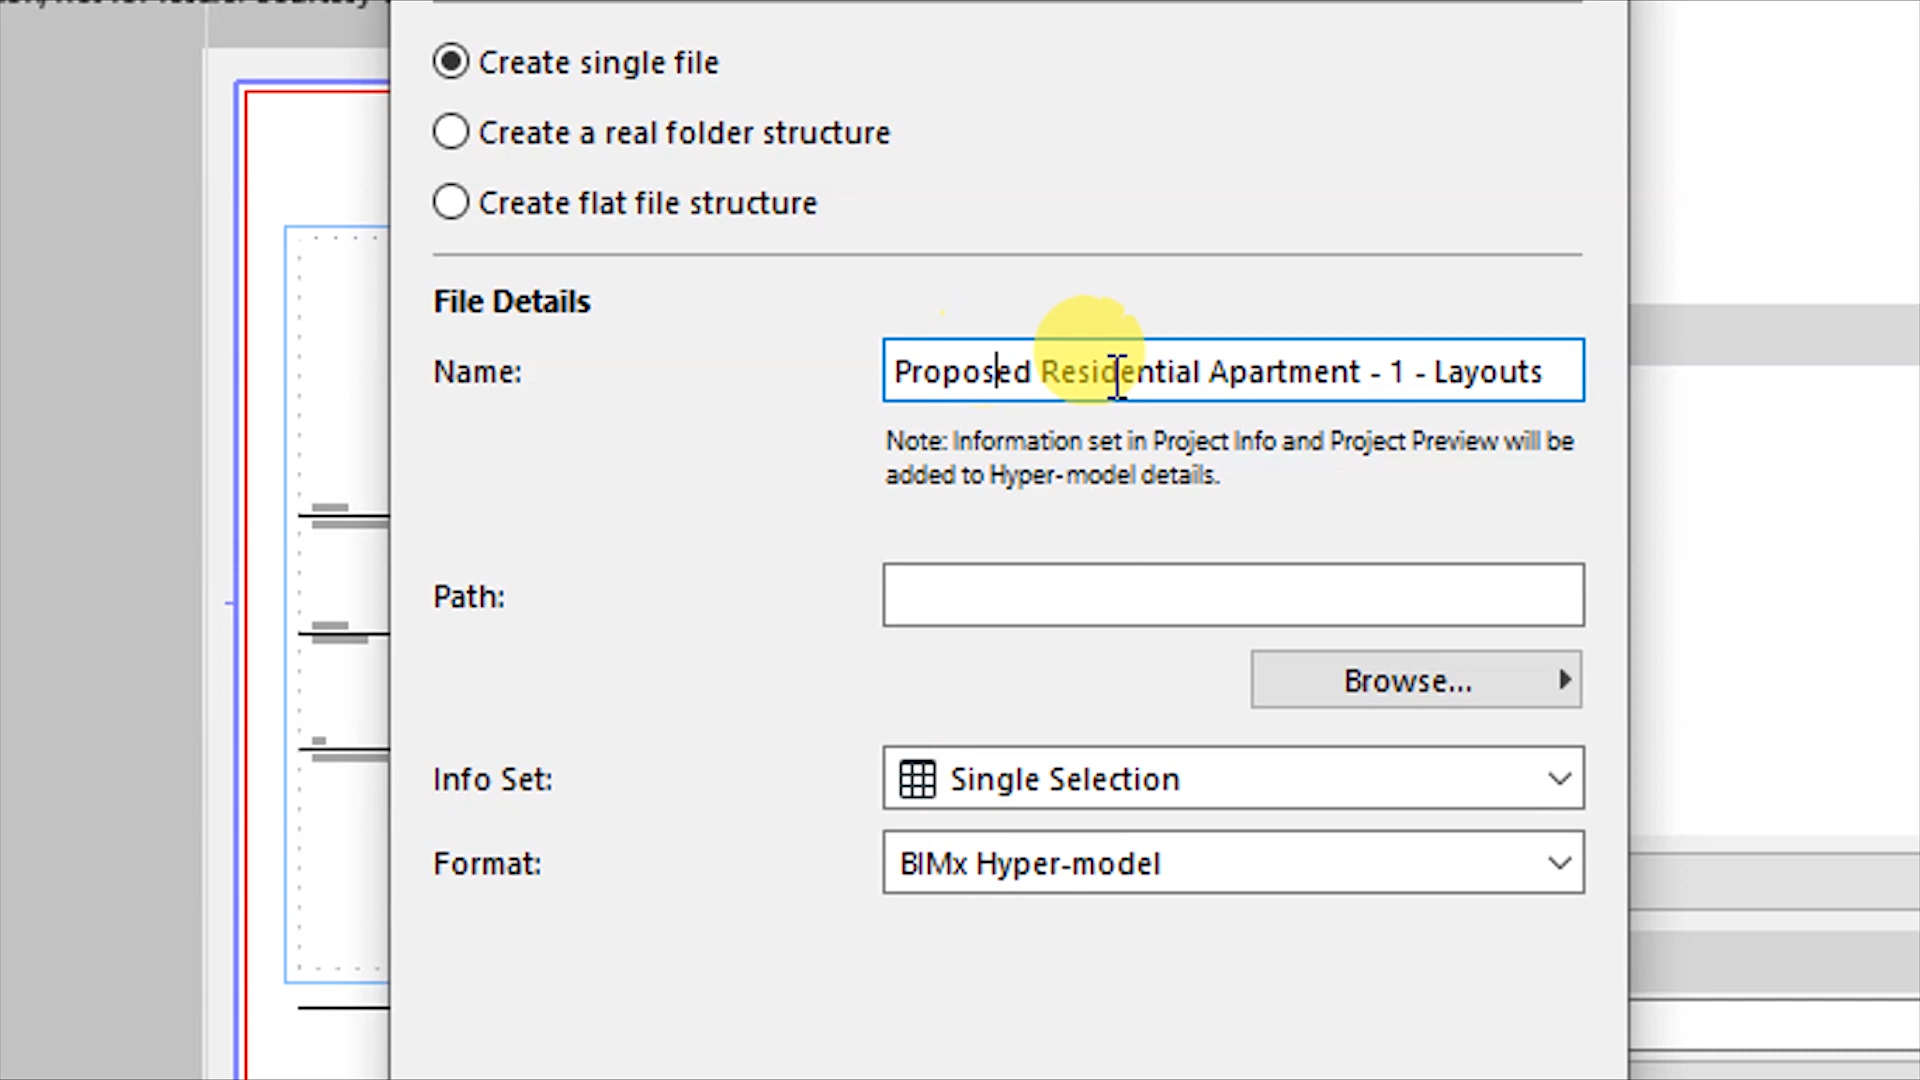 Create single file
Create a real folder structure
Create flat file structure
File Details
Name:
Proposed Residential Apartment - 1 - Layouts
Note: Information set in Project Info and Project Preview will be
added to Hyper-model details.
Path:
Browse...
Info Set:
Single Selection
Format:
BIMx Hyper-model